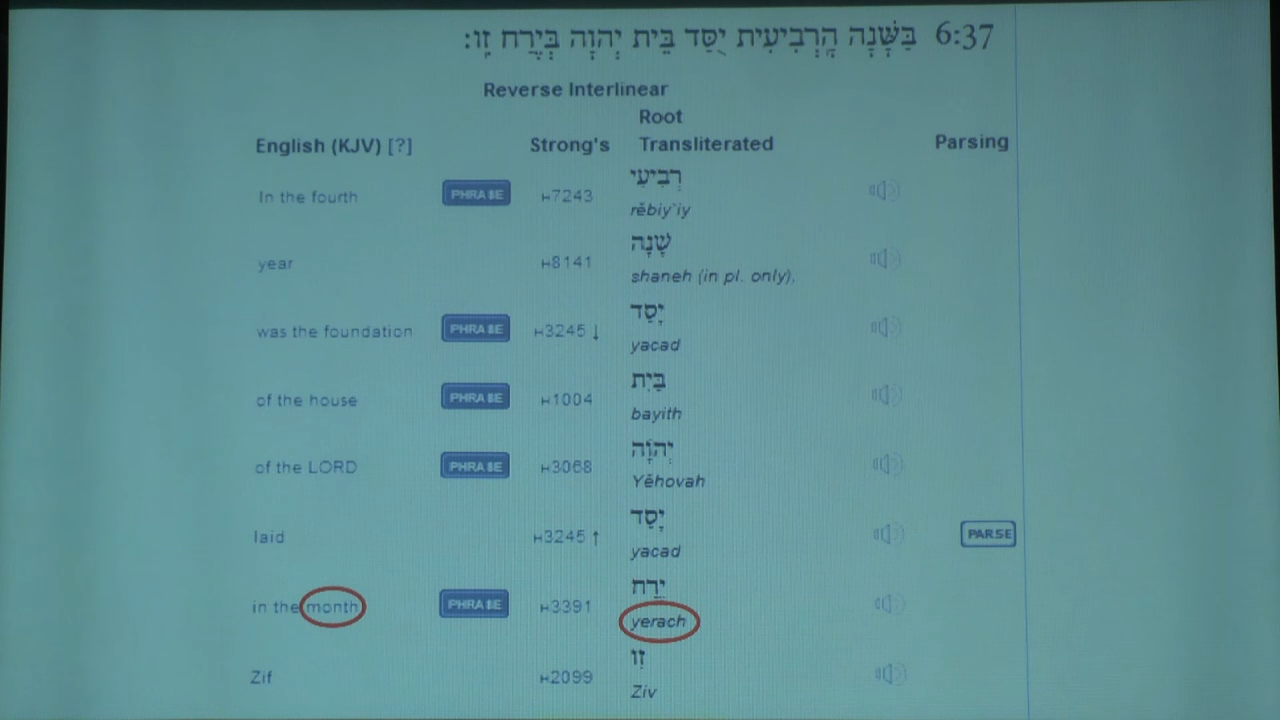 6:37 בַּשָּׁנָה הָרְבִיעִית יֻסַּד בֵּית יְהוָה בְּיֶרַח זִו׃
Reverse Interlinear
Root
English (KJV) [?] Strong's Transliterated Parsing
In the fourth PHRASE H7243 רְבִיעִי
rĕbiy`iy
year H8141 שָׁנָה
shaneh (in pl. only),
was the foundation PHRASE H3245 ↓ יָסַד
yacad
of the house PHRASE H1004 בַּיִת
bayith
of the LORD PHRASE H3068 יְהֹוָה
Yĕhovah
laid H3245 ↑ יָסַד PARSE
yacad
in the month PHRASE H3391 יֶרַח
yerach
Zif H2099 זִו
Ziv